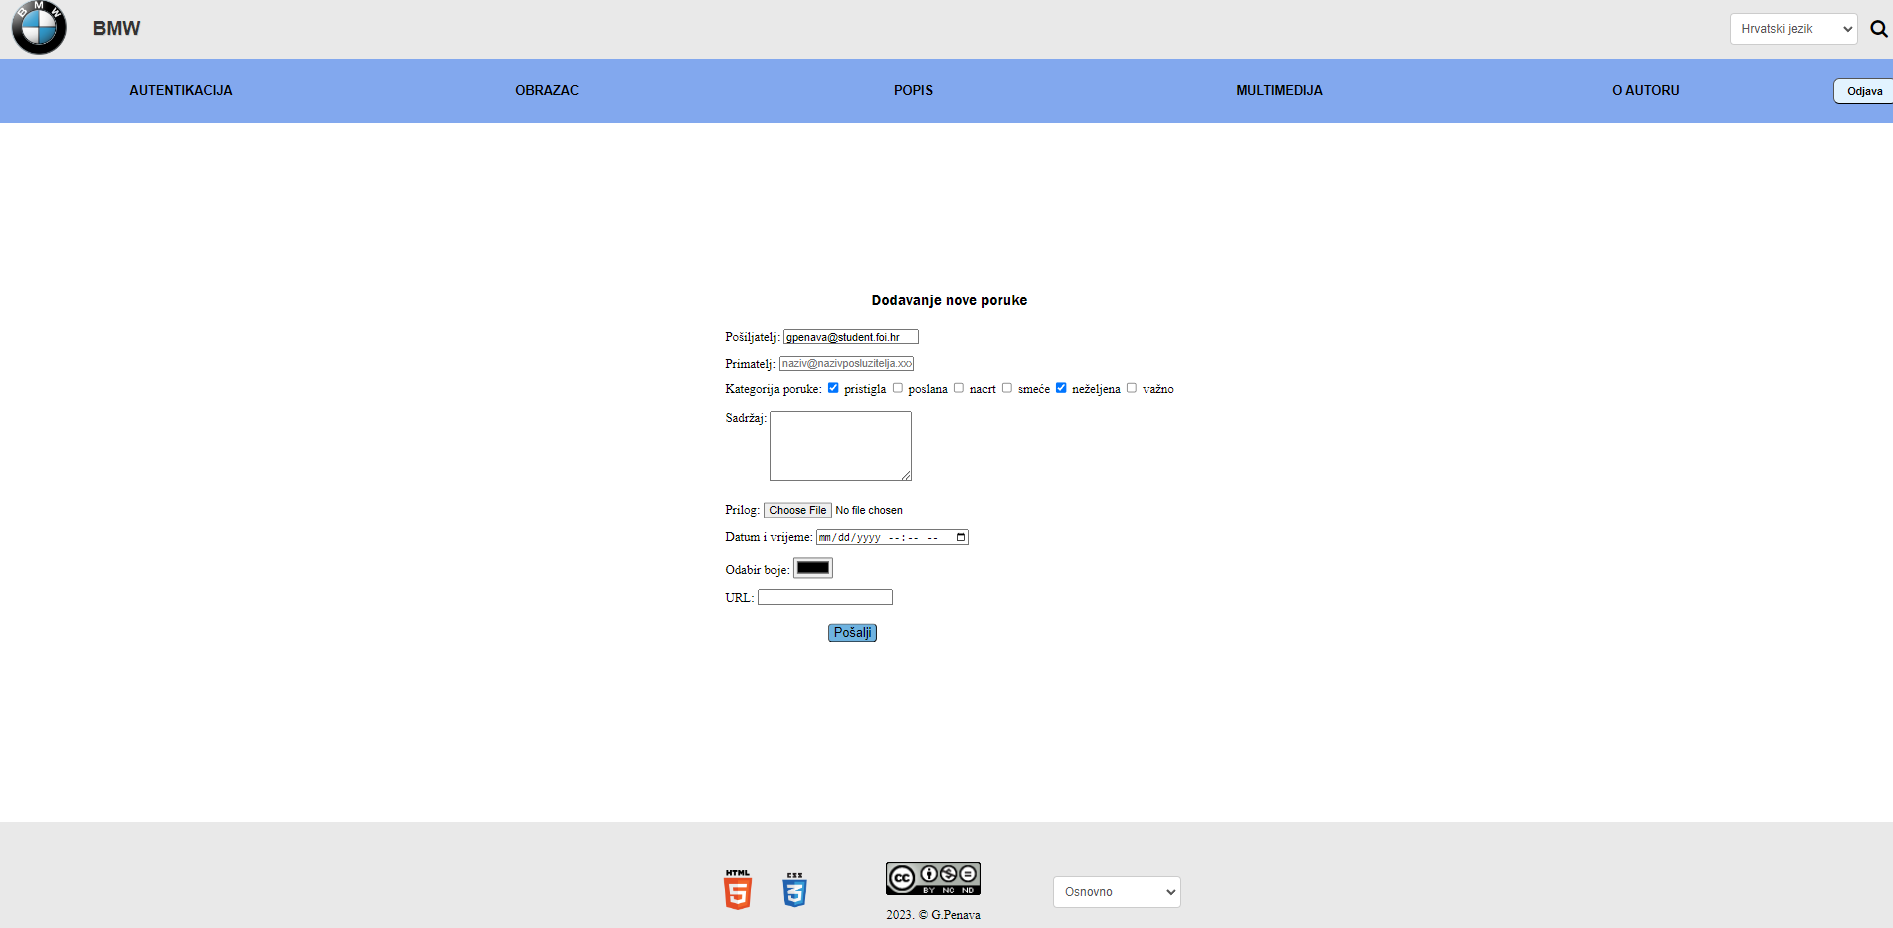 BMW
BMW
Hrvatski jezik
AUTENTIKACIJA OBRAZAC POPIS MULTIMEDIJA O AUTORU Odjava
Dodavanje nove poruke
Pošiljatelj: gpenava@student.foi.hr
Primatelj: naziv@nazivposluzitelja.xxx
Kategorija poruke: pristigla poslana nacrt smeće neželjena važno
Sadržaj:
Prilog: Choose File No file chosen
Datum i vrijeme: mm/dd/yyyy --:-- --
Odabir boje:
URL:
Pošalji
HTML 5 CSS 3
cc BY NC ND
Osnovno
2023. © G.Penava